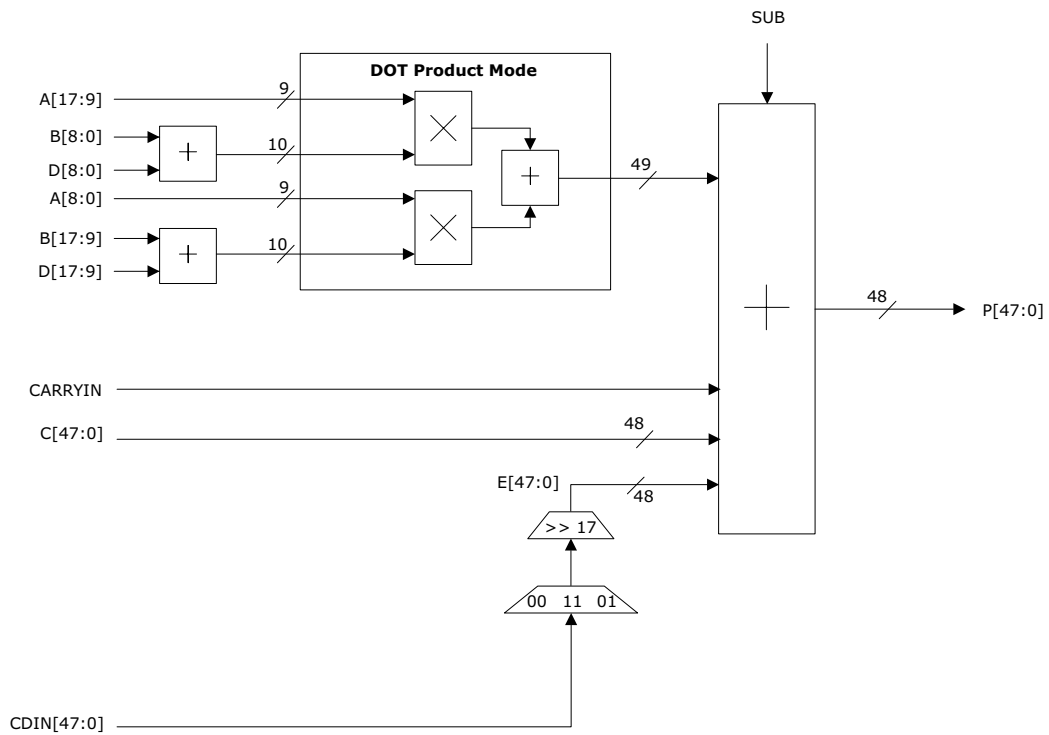 SUB
DOT Product Mode
A[17:9]
9
B[8:0]
+
10
D[8:0]
+
49
A[8:0]
9
B[17:9]
+
10
D[17:9]
48
P[47:0]
CARRYIN
C[47:0]
48
E[47:0]
48
>> 17
00 11 01
CDIN[47:0]